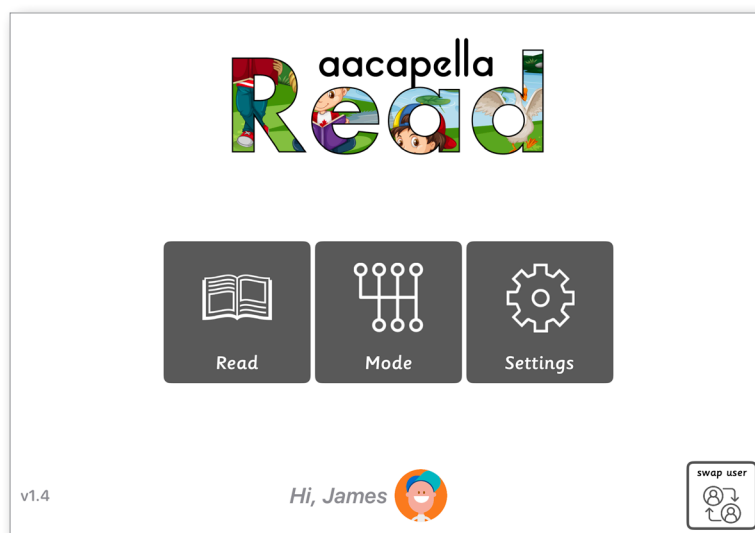 aacapella
Read
Read
Mode
Settings
v1.4
Hi, James
swap user